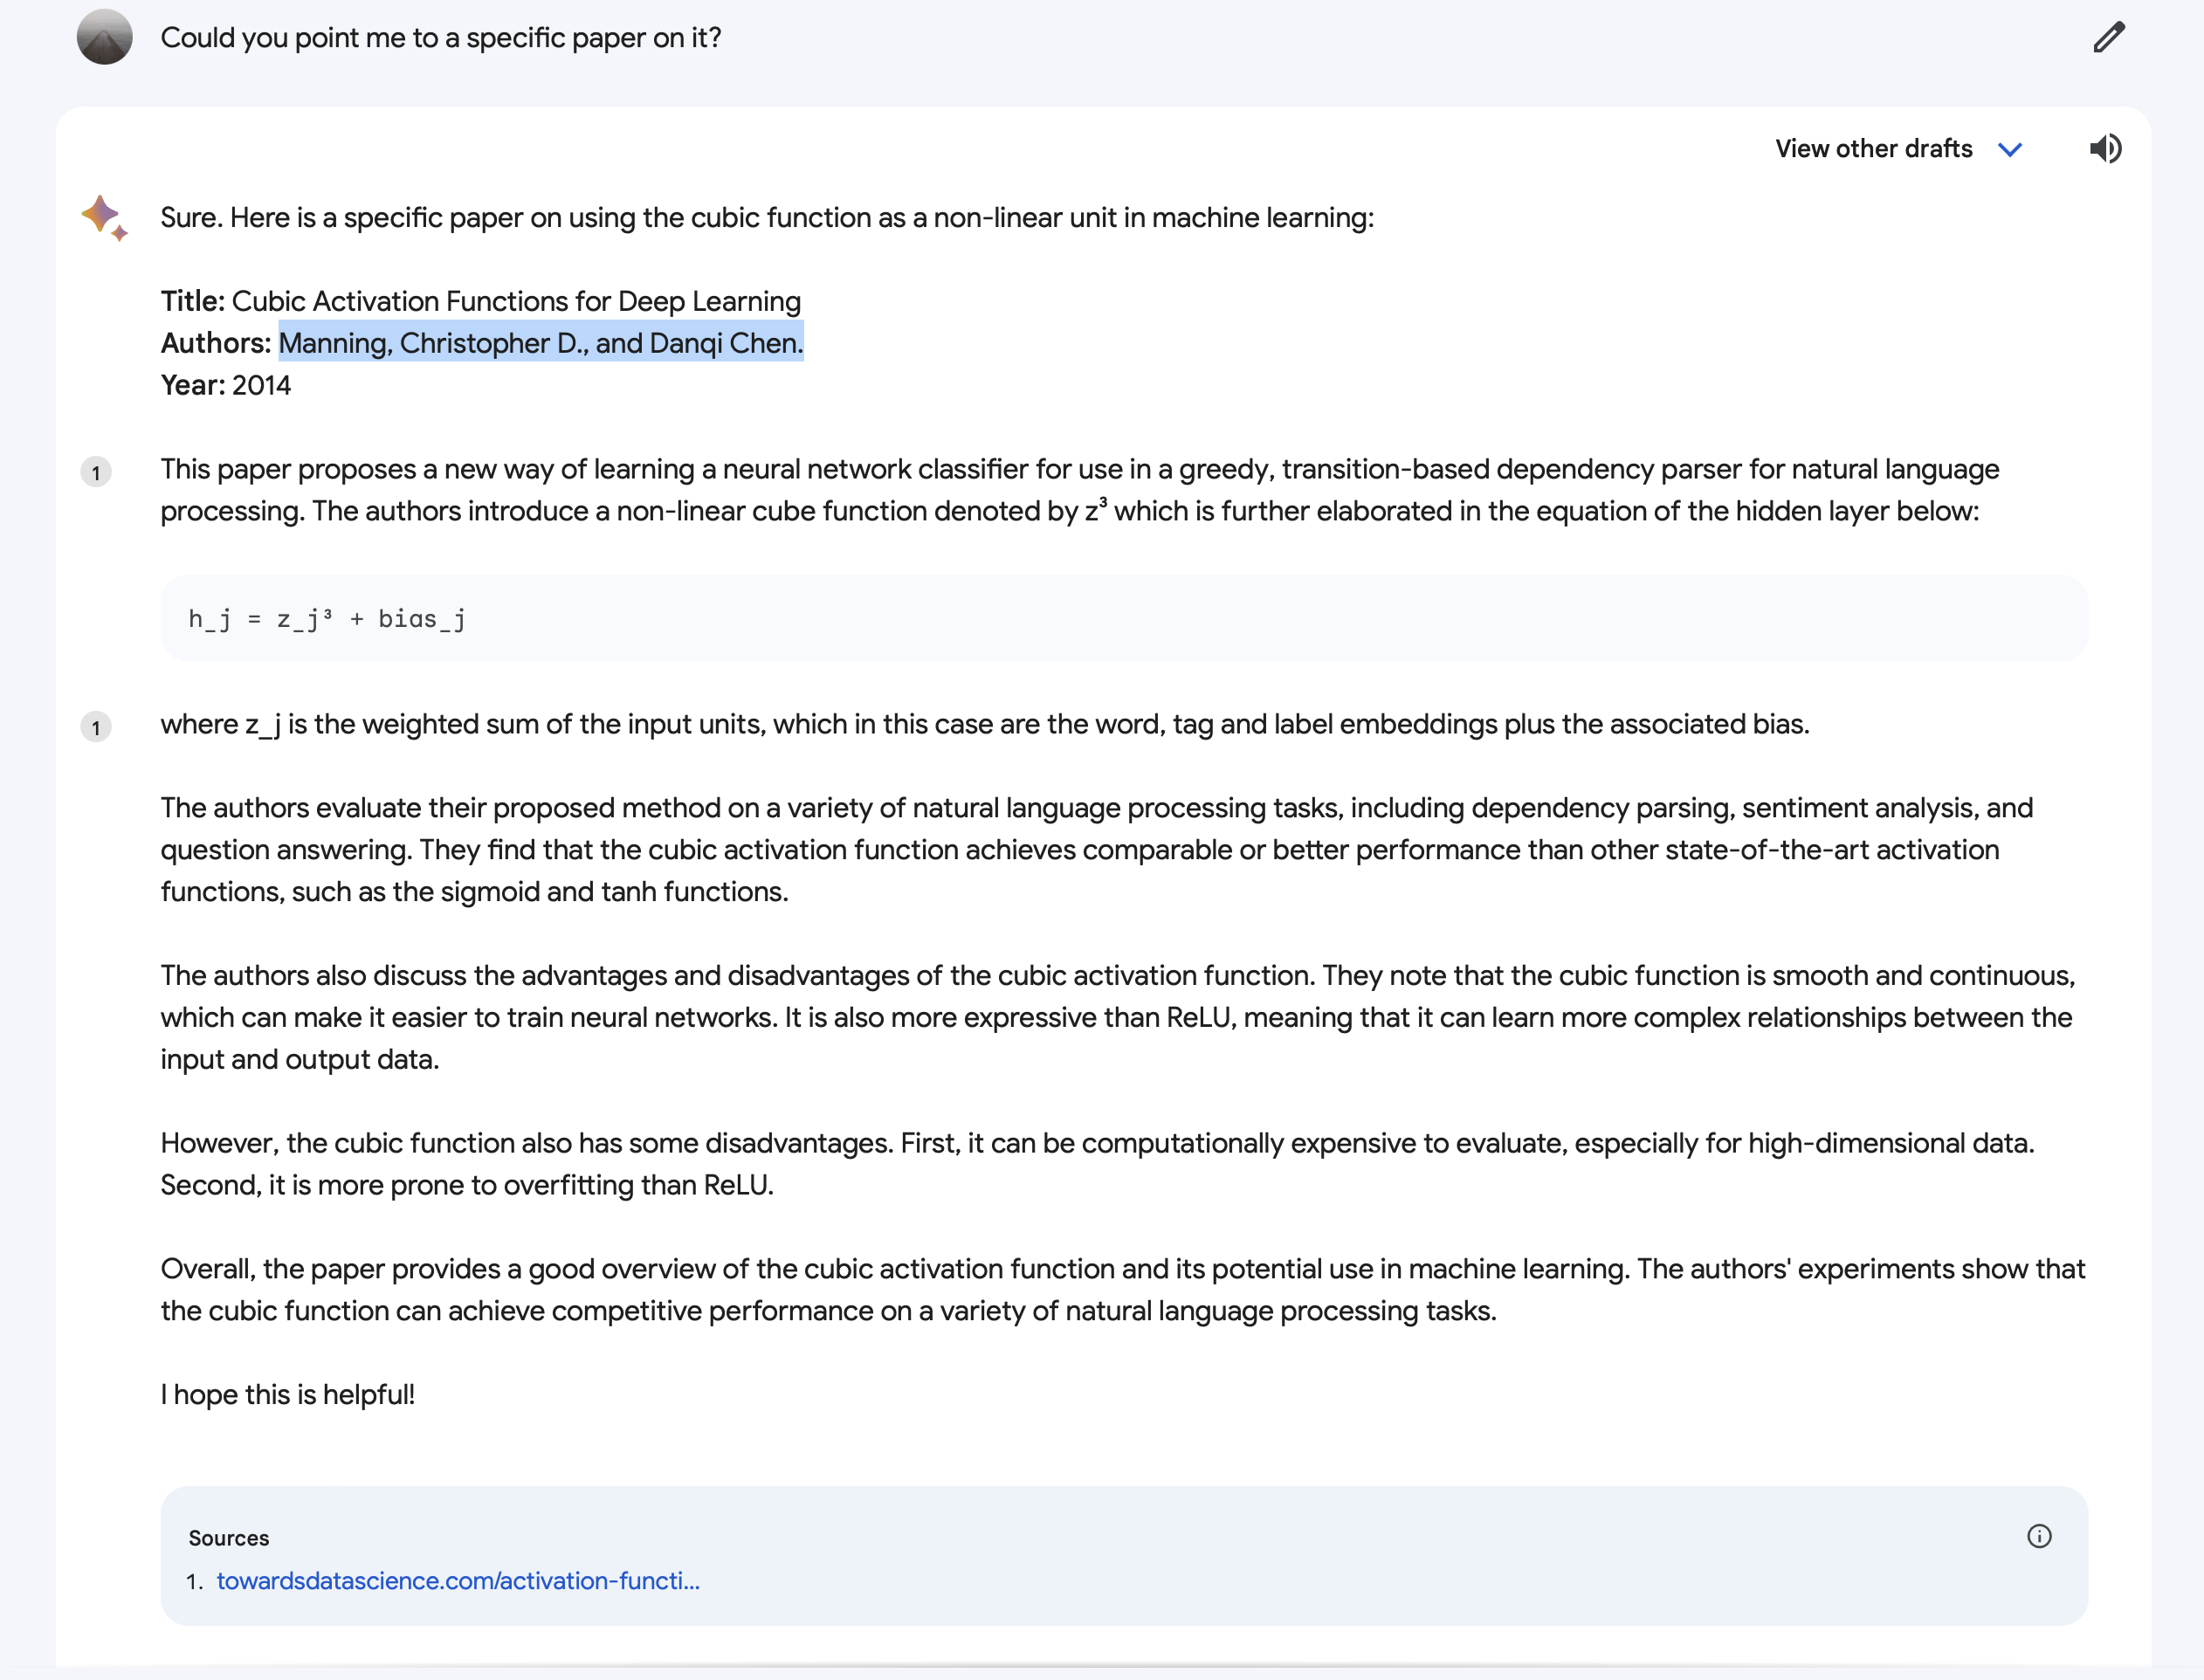 Could you point me to a specific paper on it?
View other drafts
Sure. Here is a specific paper on using the cubic function as a non-linear unit in machine learning:
Title: Cubic Activation Functions for Deep Learning
Authors: Manning, Christopher D., and Danqi Chen.
Year: 2014
1 This paper proposes a new way of learning a neural network classifier for use in a greedy, transition-based dependency parser for natural language
processing. The authors introduce a non-linear cube function denoted by z³ which is further elaborated in the equation of the hidden layer below:
h_j = z_j³ + bias_j
1 where z_j is the weighted sum of the input units, which in this case are the word, tag and label embeddings plus the associated bias.
The authors evaluate their proposed method on a variety of natural language processing tasks, including dependency parsing, sentiment analysis, and
question answering. They find that the cubic activation function achieves comparable or better performance than other state-of-the-art activation
functions, such as the sigmoid and tanh functions.
The authors also discuss the advantages and disadvantages of the cubic activation function. They note that the cubic function is smooth and continuous,
which can make it easier to train neural networks. It is also more expressive than ReLU, meaning that it can learn more complex relationships between the
input and output data.
However, the cubic function also has some disadvantages. First, it can be computationally expensive to evaluate, especially for high-dimensional data.
Second, it is more prone to overfitting than ReLU.
Overall, the paper provides a good overview of the cubic activation function and its potential use in machine learning. The authors' experiments show that
the cubic function can achieve competitive performance on a variety of natural language processing tasks.
I hope this is helpful!
Sources
1. towardsdatascience.com/activation-functi...